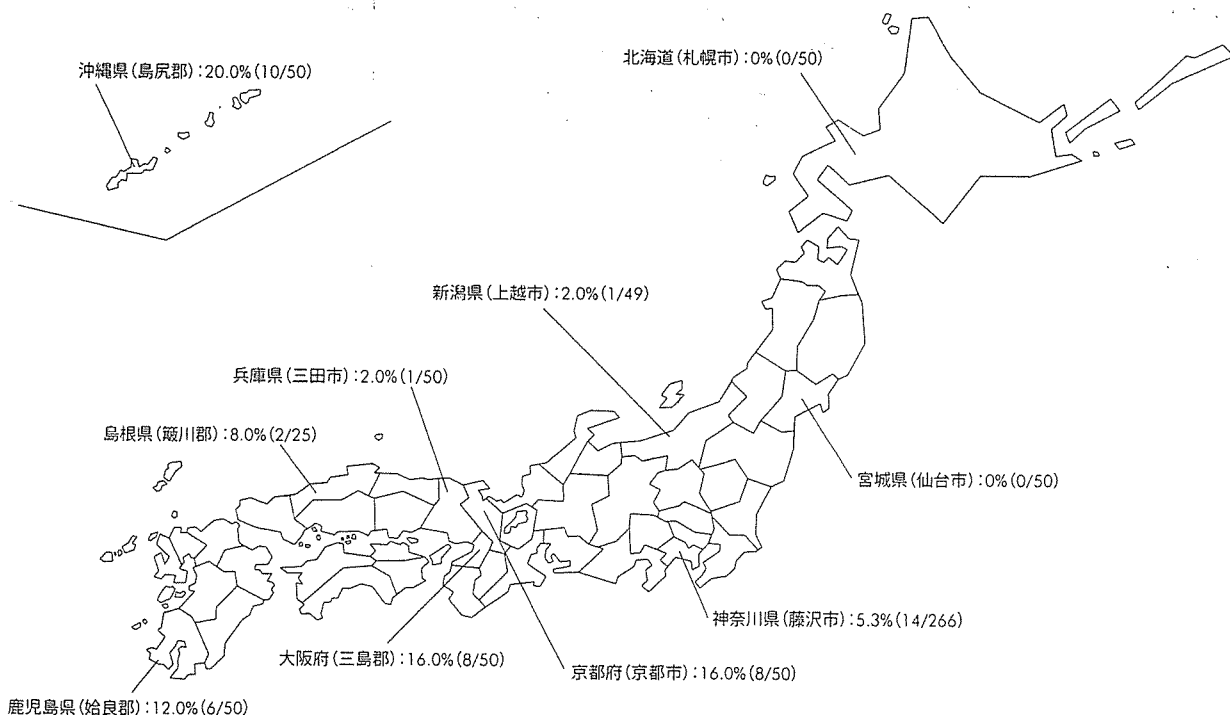 沖縄県(島尻郡):20.0%(10/50)
北海道(札幌市):0%(0/50)
新潟県(上越市):2.0%(1/49)
兵庫県(三田市):2.0%(1/50)
島根県(簸川郡):8.0%(2/25)
宮城県(仙台市):0%(0/50)
神奈川県(藤沢市):5.3%(14/266)
大阪府(三島郡):16.0%(8/50)
京都府(京都市):16.0%(8/50)
鹿児島県(姶良郡):12.0%(6/50)